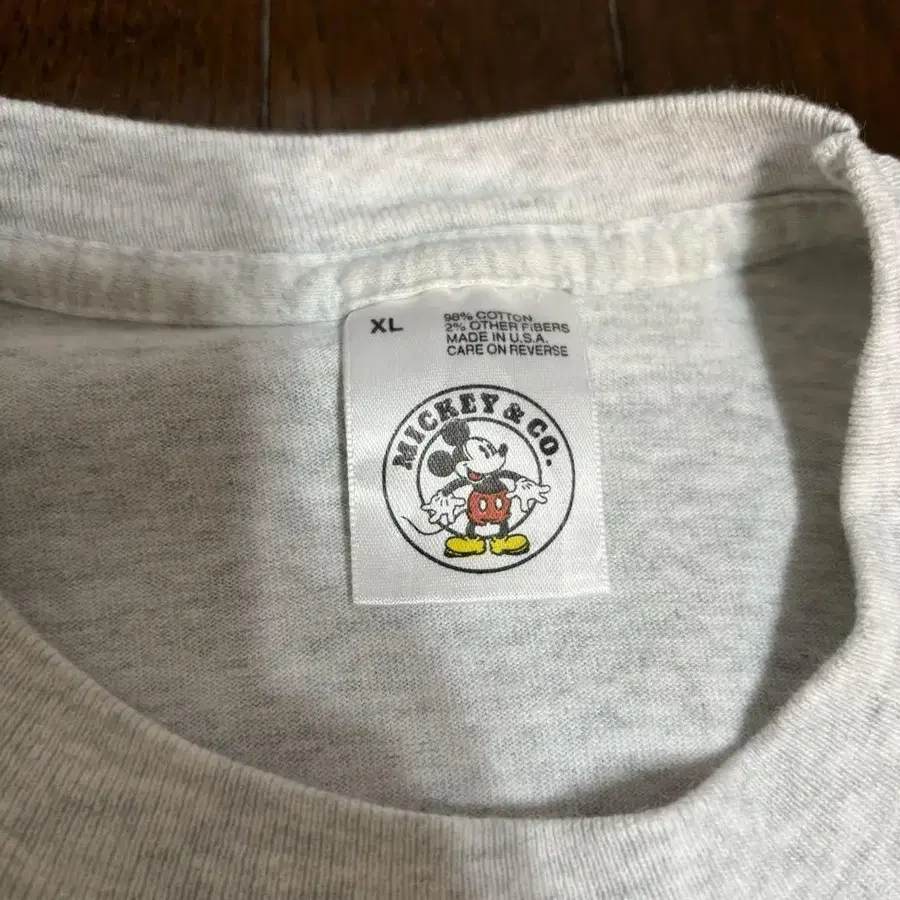 XL
98% COTTON
2% OTHER FIBERS
MADE IN U.S.A.
CARE ON REVERSE
MICKEY & CO.